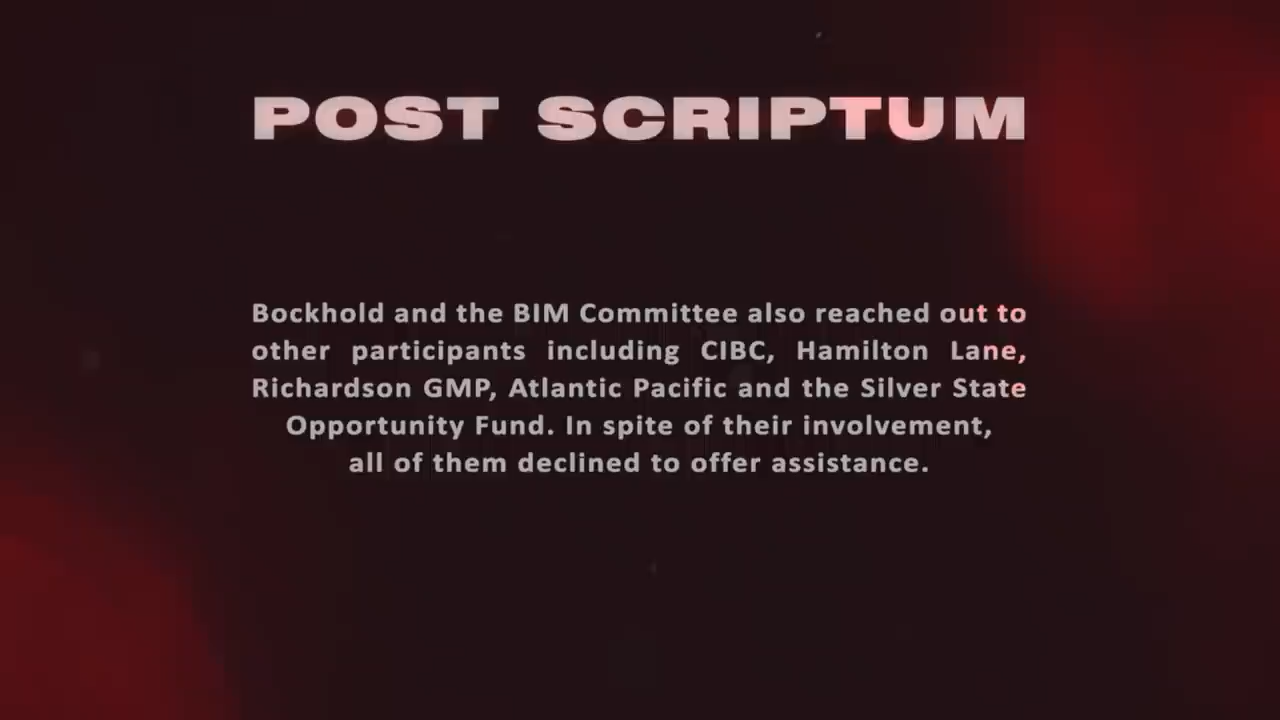 POST SCRIPTUM
Bockhold and the BIM Committee also reached out to
other participants including CIBC, Hamilton Lane,
Richardson GMP, Atlantic Pacific and the Silver State
Opportunity Fund. In spite of their involvement,
all of them declined to offer assistance.